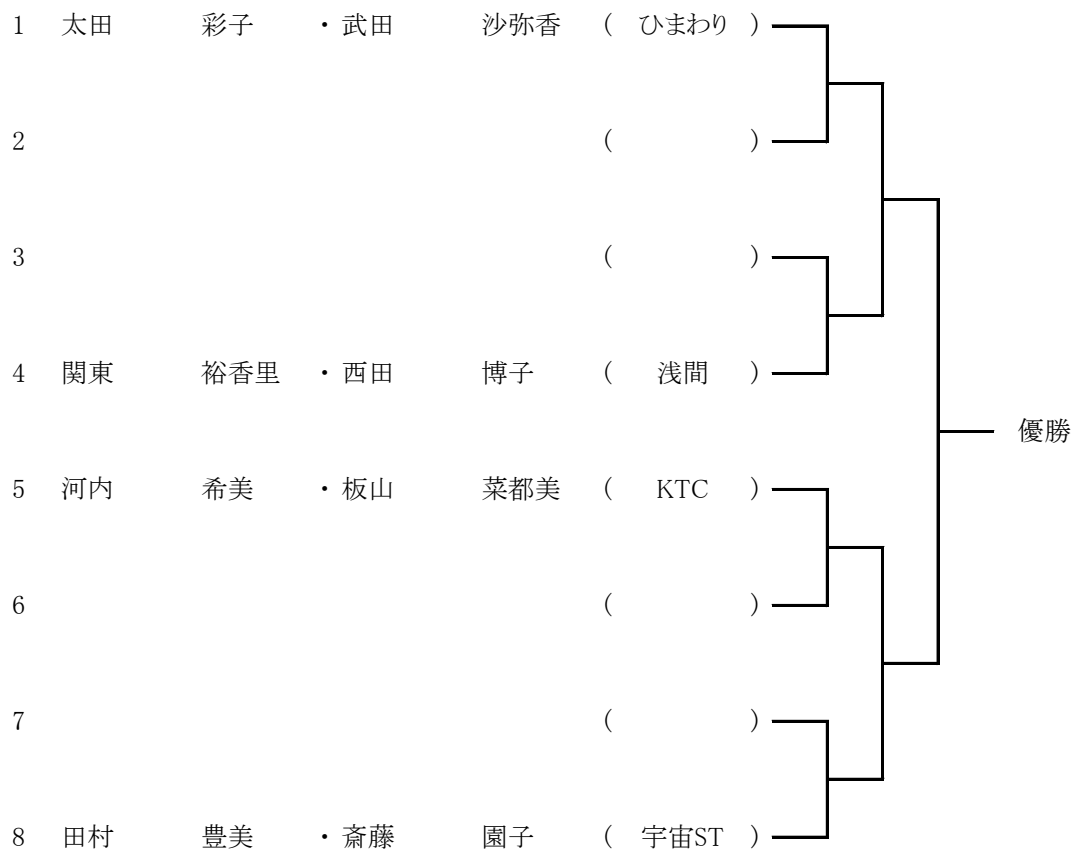 1 太田 彩子 ・ 武田 沙弥香 ( ひまわり )
2 ( )
3 ( )
4 関東 裕香里 ・ 西田 博子 ( 浅間 )
優勝
5 河内 希美 ・ 板山 菜都美 ( KTC )
6 ( )
7 ( )
8 田村 豊美 ・ 斎藤 園子 ( 宇宙ST )